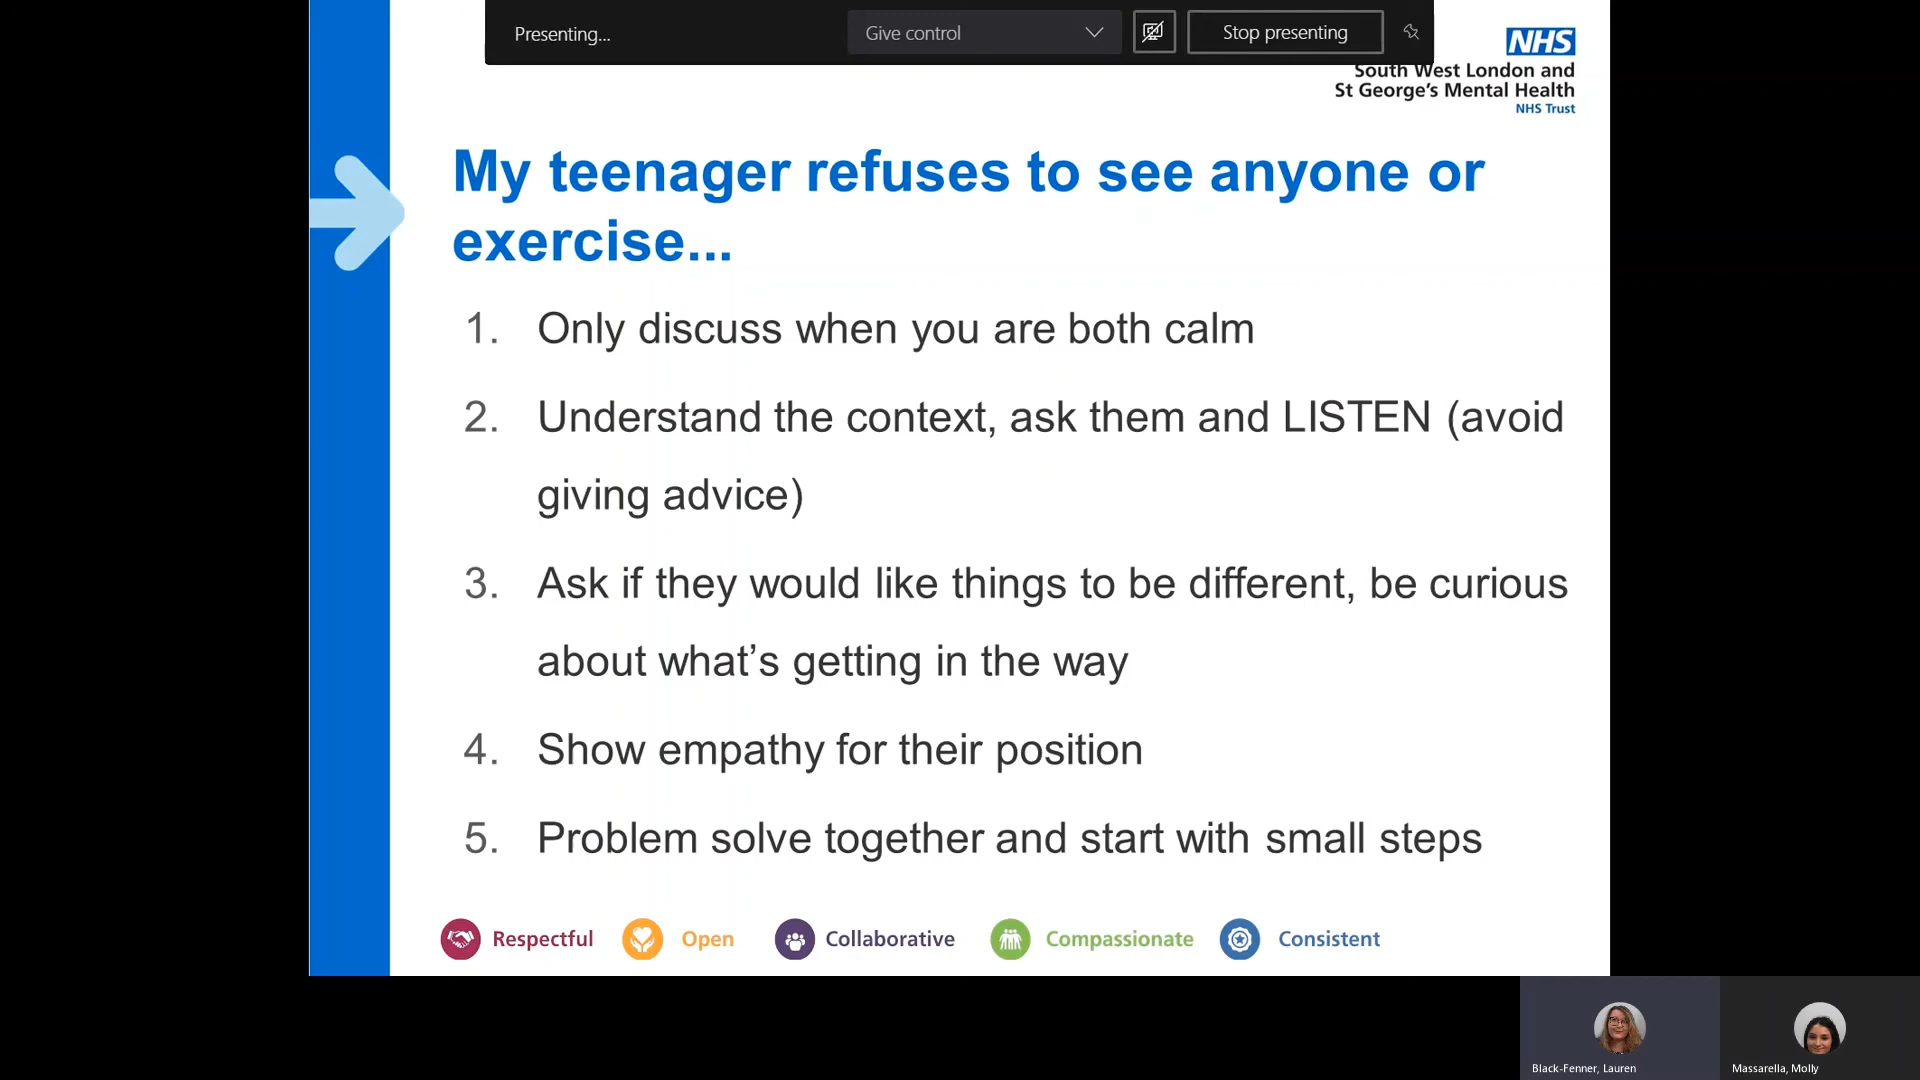 Presenting...
Give control
Stop presenting
NHS
South West London and
St George's Mental Health
NHS Trust
My teenager refuses to see anyone or
exercise...
1. Only discuss when you are both calm
2. Understand the context, ask them and LISTEN (avoid
giving advice)
3. Ask if they would like things to be different, be curious
about what’s getting in the way
4. Show empathy for their position
5. Problem solve together and start with small steps
Respectful Open Collaborative Compassionate Consistent
Black-Fenner, Lauren
Massarella, Molly